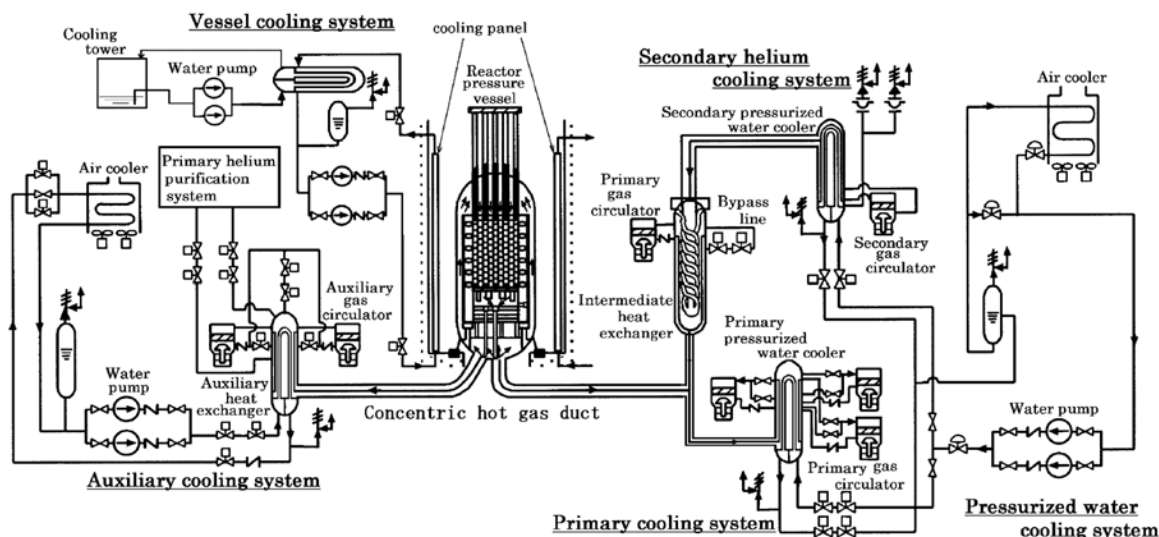 Vessel cooling system
Cooling
tower
Water pump
cooling panel
Reactor
pressure
vessel
Secondary helium
cooling system
Air cooler
Secondary pressurized
water cooler
Air cooler
Primary helium
purification
system
Primary gas
circulator
Bypass
line
Secondary gas
circulator
Auxiliary gas
circulator
Intermediate heat
exchanger
Primary
pressurized
water cooler
Water
pump
Auxiliary
heat
exchanger
Concentric hot gas duct
Water pump
Primary gas
circulator
Auxiliary cooling system
Primary cooling system
Pressurized water
cooling system